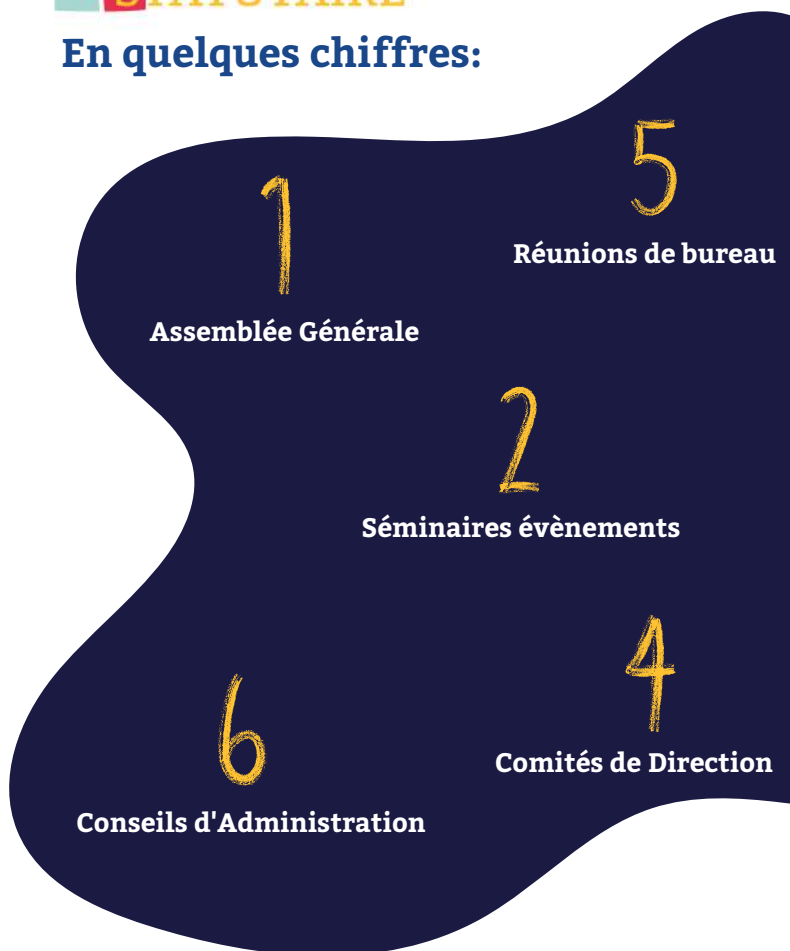 STATUTAIRE
En quelques chiffres:
5
Réunions de bureau
1
Assemblée Générale
2
Séminaires évènements
4
Comités de Direction
6
Conseils d'Administration